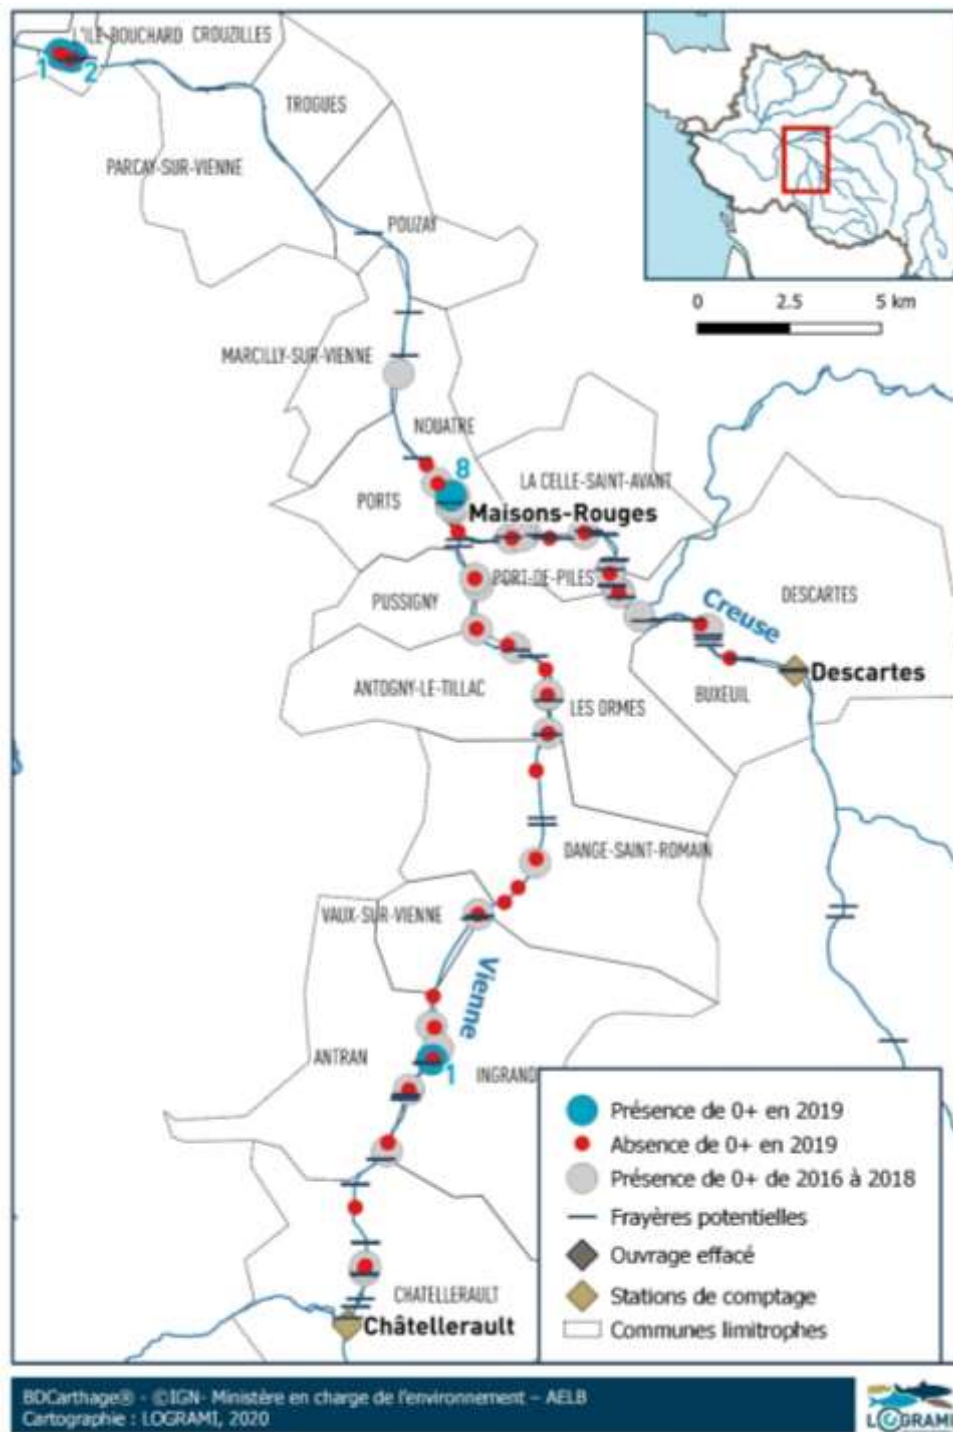 L'ILE-BOUCHARD CROUZILLES
1 2
TROGUES
PARCAY-SUR-VIENNE
POUZAY
0 2.5 5 km
MARCILLY-SUR-VIENNE
NOUATRE
8
LA CELLE-SAINT-AVANT
PORTS
Maisons-Rouges
PORT-DE-PILES
PUSSIGNY
Creuse
DESCARTES
Descartes
ANTOGNY-LE-TILLAC
LES ORMES
BUXEUIL
DANGE-SAINT-ROMAIN
VAUX-SUR-VIENNE
Vienne
ANTRAN
1
INGRAND
Présence de 0+ en 2019
Absence de 0+ en 2019
Présence de 0+ de 2016 à 2018
Frayères potentielles
Ouvrage effacé
Stations de comptage
Communes limitrophes
CHATELLERAULT
Châtellerault
BDCarthage® - ©IGN- Ministère en charge de l'environnement – AELB
Cartographie : LOGRAMI, 2020
LOGRAMI